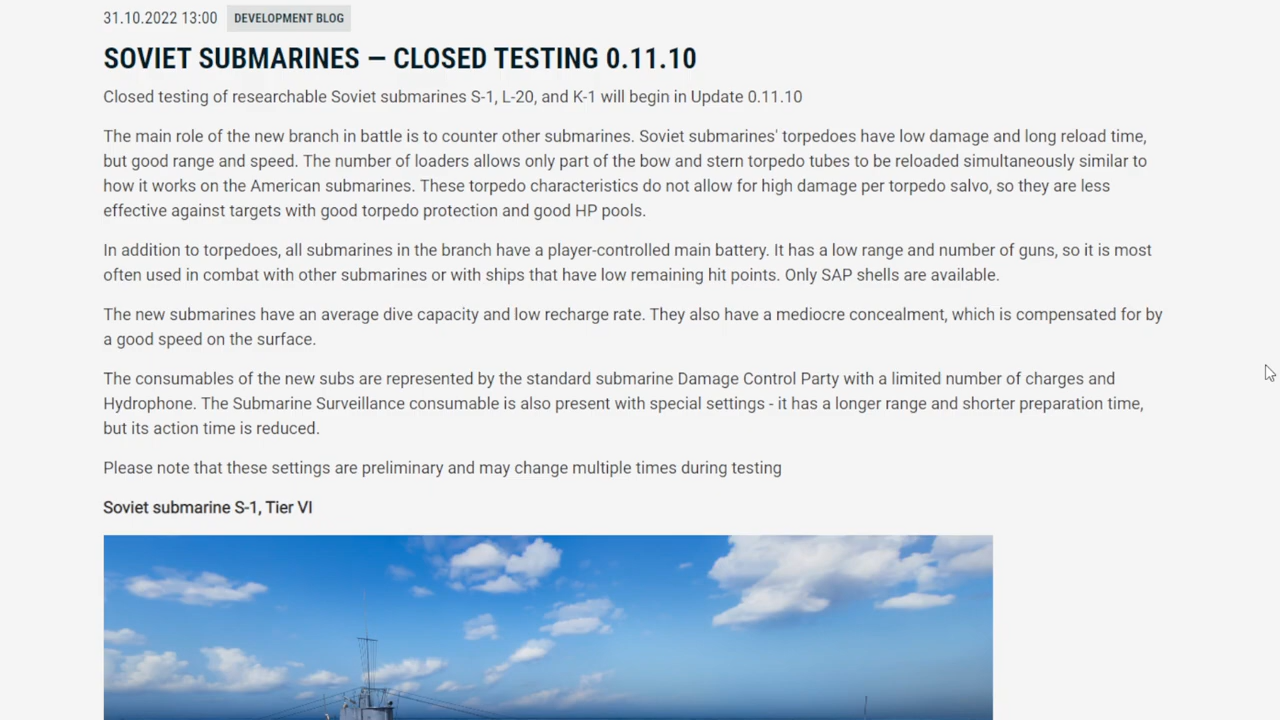 31.10.2022 13:00 DEVELOPMENT BLOG
SOVIET SUBMARINES – CLOSED TESTING 0.11.10
Closed testing of researchable Soviet submarines S-1, L-20, and K-1 will begin in Update 0.11.10
The main role of the new branch in battle is to counter other submarines. Soviet submarines' torpedoes have low damage and long reload time,
but good range and speed. The number of loaders allows only part of the bow and stern torpedo tubes to be reloaded simultaneously similar to
how it works on the American submarines. These torpedo characteristics do not allow for high damage per torpedo salvo, so they are less
effective against targets with good torpedo protection and good HP pools.
In addition to torpedoes, all submarines in the branch have a player-controlled main battery. It has a low range and number of guns, so it is most
often used in combat with other submarines or with ships that have low remaining hit points. Only SAP shells are available.
The new submarines have an average dive capacity and low recharge rate. They also have a mediocre concealment, which is compensated for by
a good speed on the surface.
The consumables of the new subs are represented by the standard submarine Damage Control Party with a limited number of charges and
Hydrophone. The Submarine Surveillance consumable is also present with special settings - it has a longer range and shorter preparation time,
but its action time is reduced.
Please note that these settings are preliminary and may change multiple times during testing
Soviet submarine S-1, Tier VI